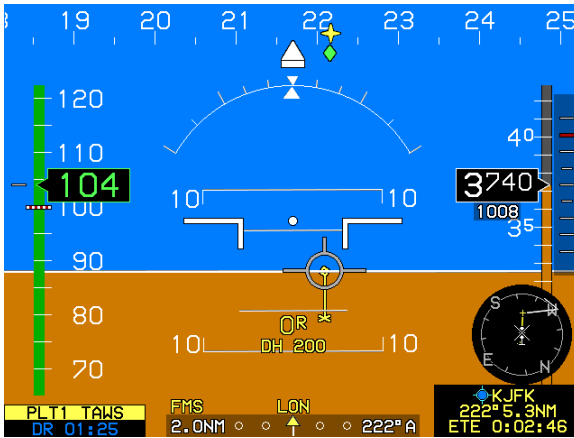 18 19 20 21 22 23 24 25
120
110
104
100
90
80
70
10 10
10 10
40
3740
1008
35
0R
DH 200
S W
E N
PLT1 TAWS
DR 01:25
FMS
2.0NM
LON
222°A
KJFK
222° 5.3NM
ETE 0:02:46